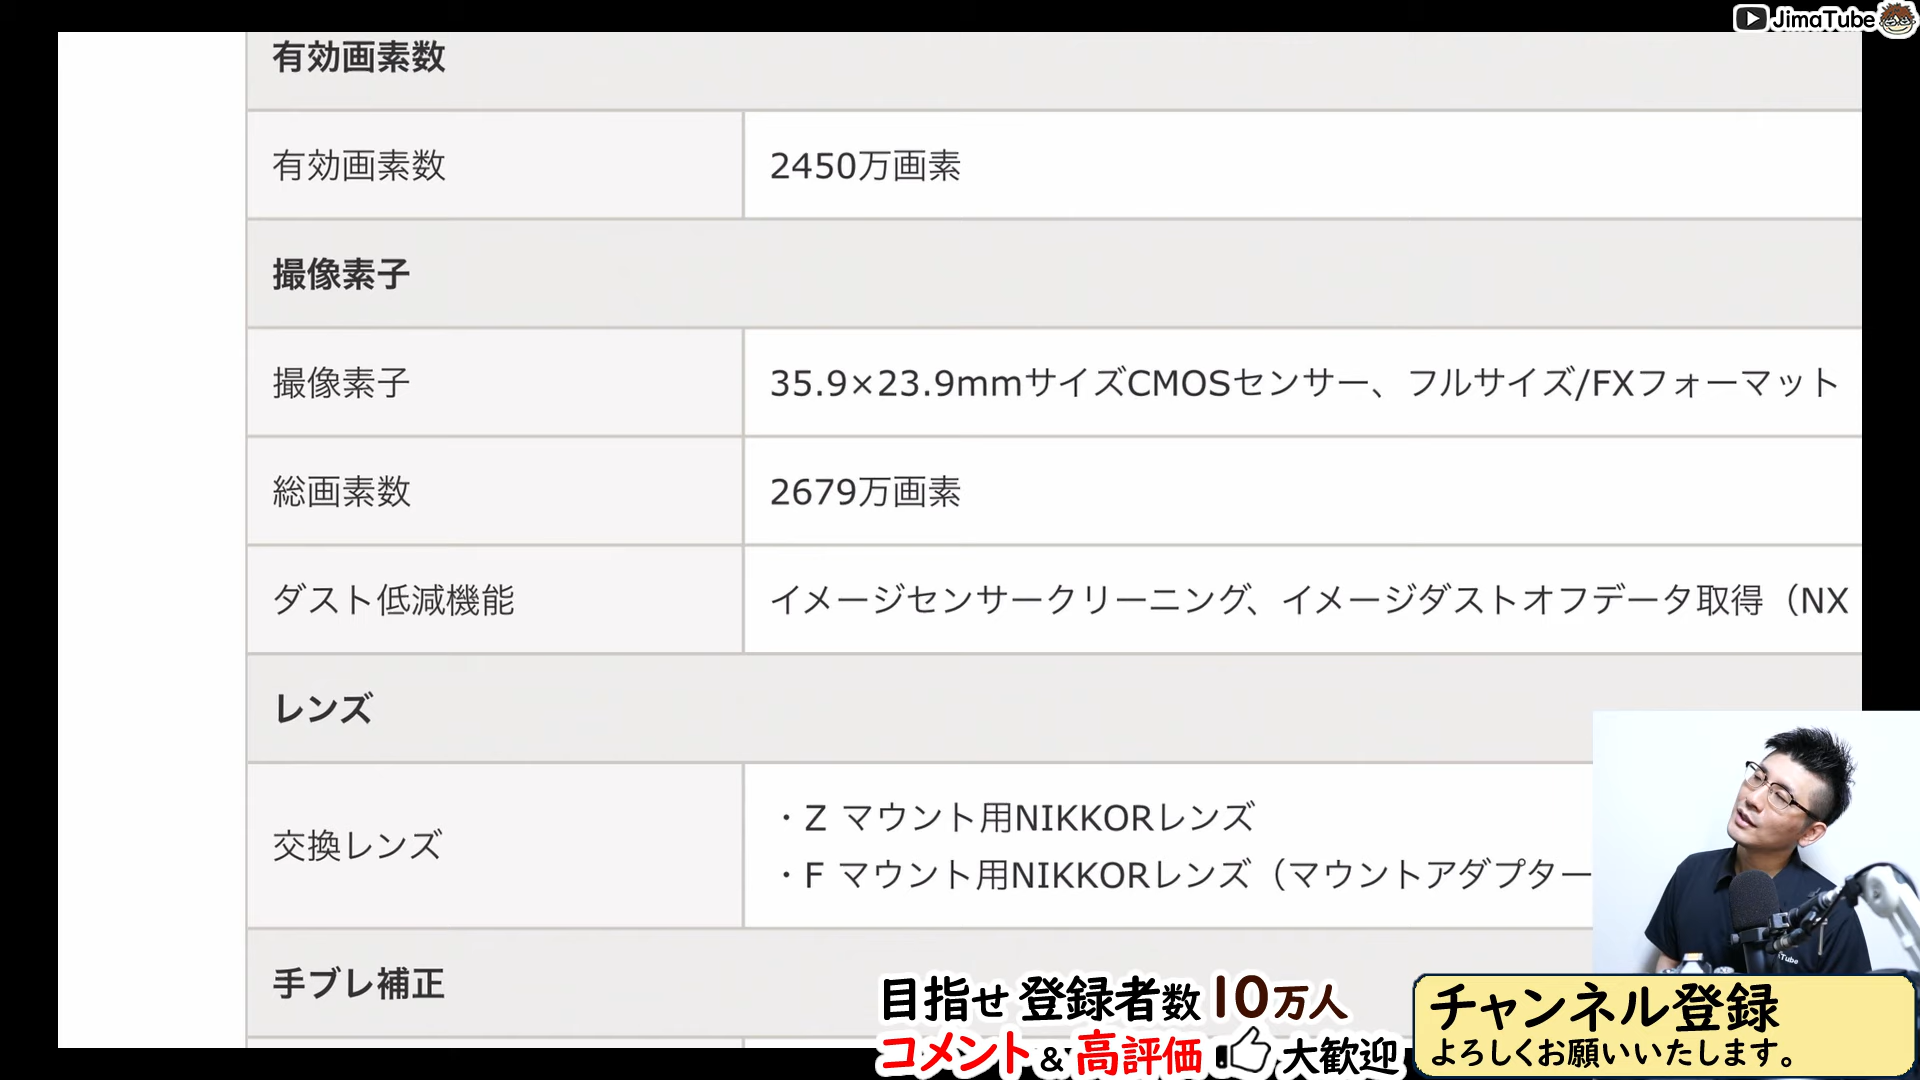 JimaTube
有効画素数
有効画素数 2450万画素
撮像素子
撮像素子 35.9×23.9mmサイズCMOSセンサー、フルサイズ/FXフォーマット
総画素数 2679万画素
ダスト低減機能 イメージセンサークリーニング、イメージダストオフデータ取得（NX
レンズ
交換レンズ ・Z マウント用NIKKORレンズ
・F マウント用NIKKORレンズ（マウントアダプター
手ブレ補正
目指せ 登録者数 10万人
コメント & 高評価 大歓迎
チャンネル登録
よろしくお願いいたします。